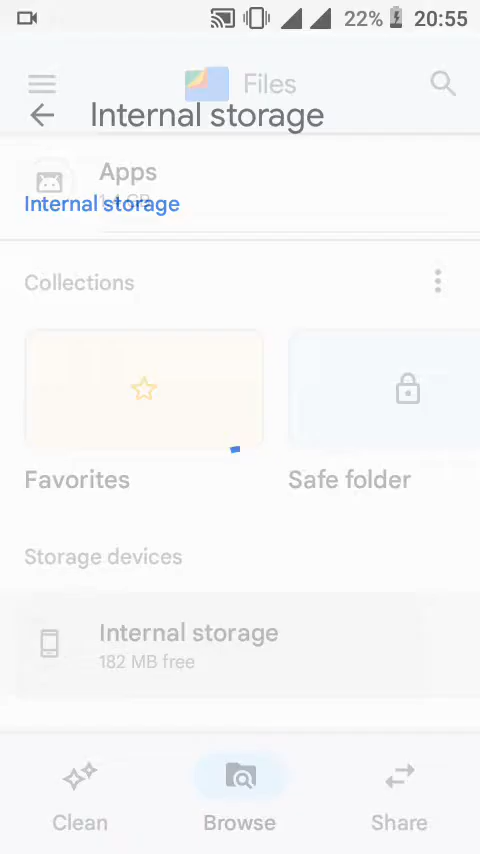 22% 20:55
Files
Internal storage
Apps
Internal storage
Collections
Favorites
Safe folder
Storage devices
Internal storage
182 MB free
Clean
Browse
Share